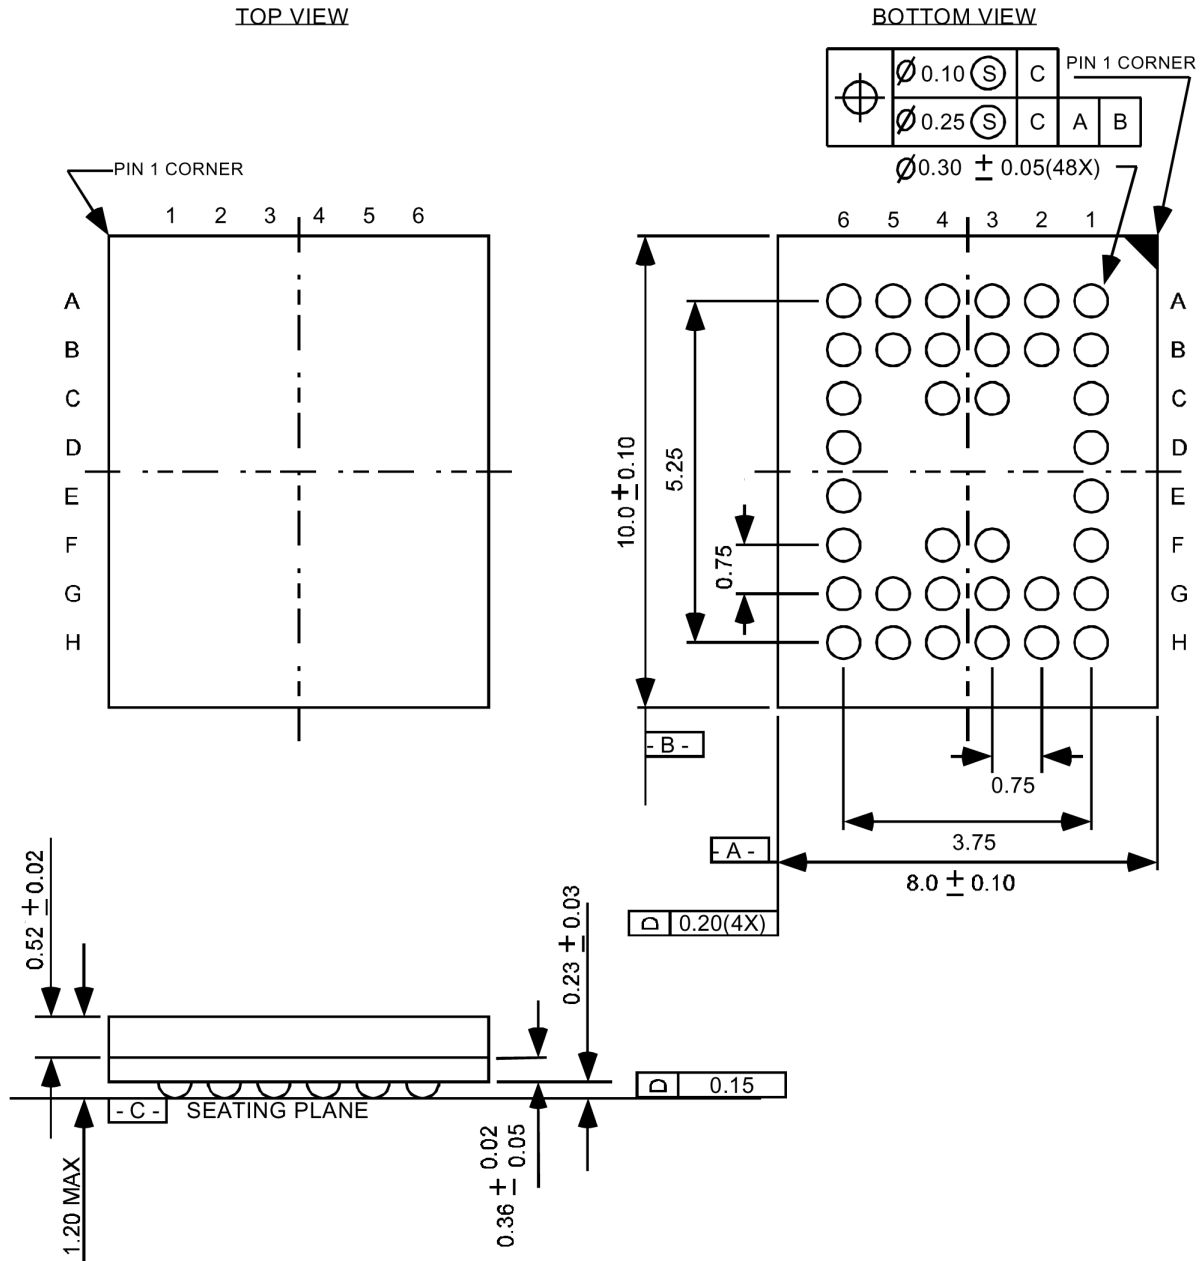 TOP VIEW
BOTTOM VIEW
Ø 0.10 Ⓢ C
Ø 0.25 Ⓢ C A B
PIN 1 CORNER
Ø0.30 ± 0.05(48X)
PIN 1 CORNER
1 2 3 4 5 6
6 5 4 3 2 1
A
B
C
D
E
F
G
H
A
B
C
D
E
F
G
H
10.0 ± 0.10
5.25
0.75
- B -
0.75
3.75
- A -
8.0 ± 0.10
D 0.20(4X)
0.52 ± 0.02
0.23 ± 0.03
D 0.15
- C -
SEATING PLANE
0.36 + 0.02
- 0.05
1.20 MAX